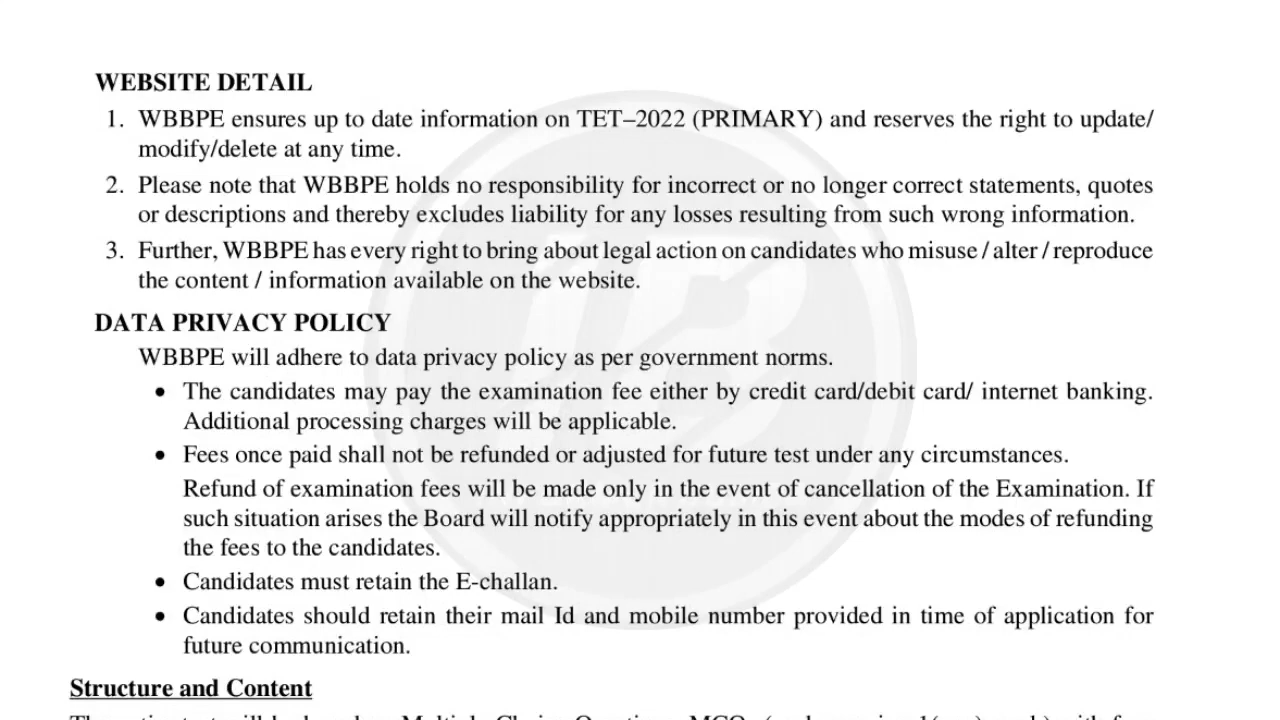 WEBSITE DETAIL
1. WBBPE ensures up to date information on TET–2022 (PRIMARY) and reserves the right to update/
modify/delete at any time.
2. Please note that WBBPE holds no responsibility for incorrect or no longer correct statements, quotes
or descriptions and thereby excludes liability for any losses resulting from such wrong information.
3. Further, WBBPE has every right to bring about legal action on candidates who misuse / alter / reproduce
the content / information available on the website.
DATA PRIVACY POLICY
WBBPE will adhere to data privacy policy as per government norms.
• The candidates may pay the examination fee either by credit card/debit card/ internet banking.
Additional processing charges will be applicable.
• Fees once paid shall not be refunded or adjusted for future test under any circumstances.
Refund of examination fees will be made only in the event of cancellation of the Examination. If
such situation arises the Board will notify appropriately in this event about the modes of refunding
the fees to the candidates.
• Candidates must retain the E-challan.
• Candidates should retain their mail Id and mobile number provided in time of application for
future communication.
Structure and Content